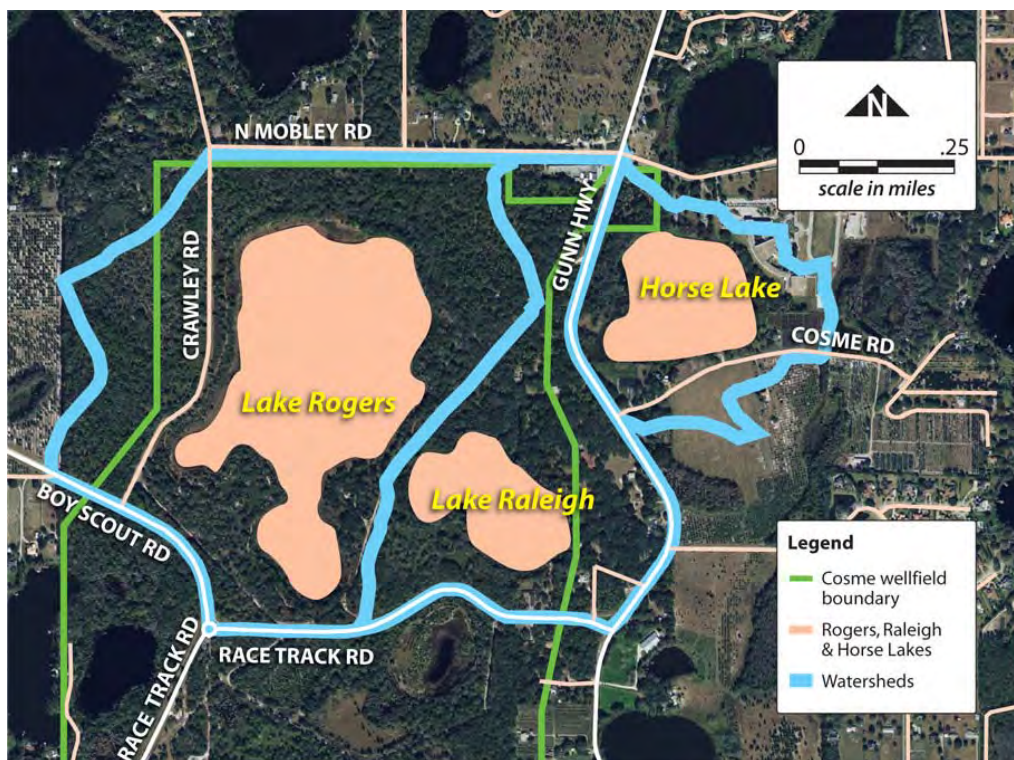 N MOBLEY RD
N
0 .25
scale in miles
GUNN HWY
CRAWLEY RD
Horse Lake
COSME RD
Lake Rogers
Lake Raleigh
BOY SCOUT RD
RACE TRACK RD
RACE TRACK RD
Legend
Cosme wellfield
boundary
Rogers, Raleigh
& Horse Lakes
Watersheds